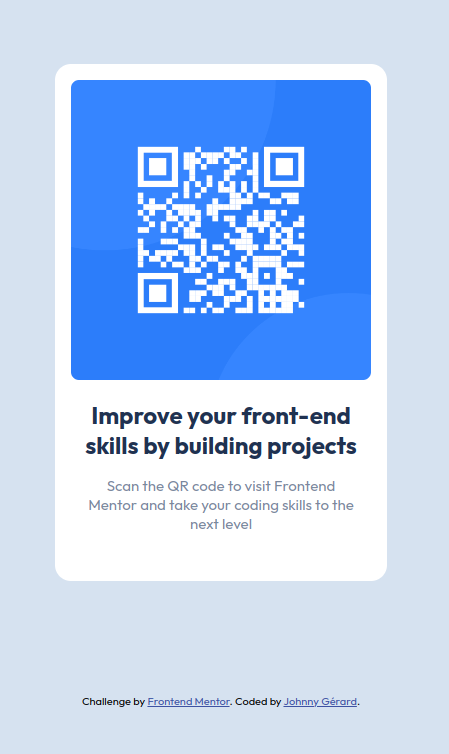 Improve your front-end
skills by building projects
Scan the QR code to visit Frontend
Mentor and take your coding skills to the
next level
Challenge by Frontend Mentor. Coded by Johnny Gérard.